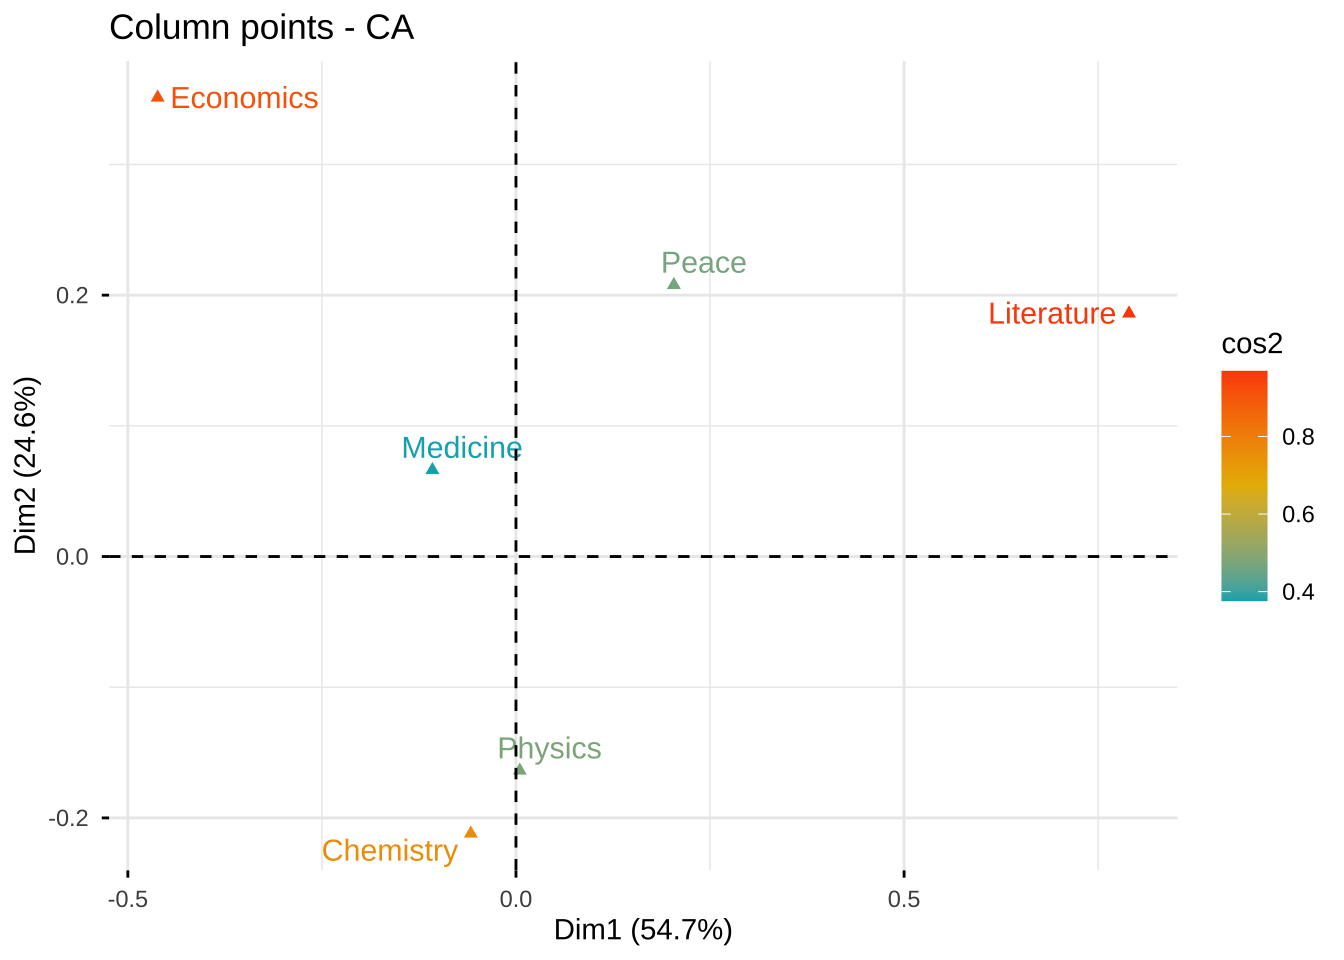 Column points - CA
Economics
Peace
Literature
Medicine
Physics
Chemistry
0.2
0.0
-0.2
-0.5
0.0
0.5
Dim1 (54.7%)
Dim2 (24.6%)
cos2
0.8
0.6
0.4